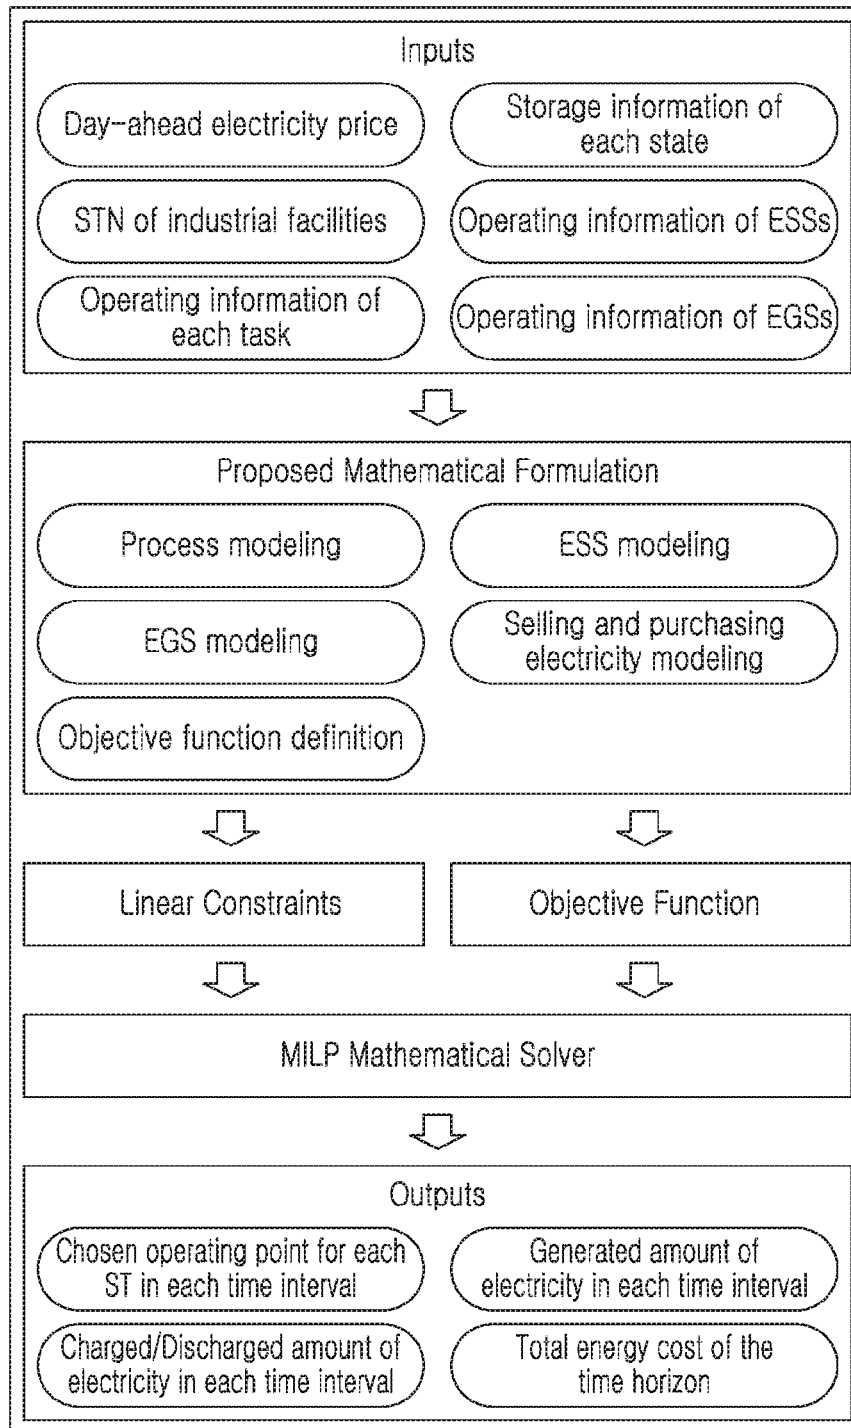 Inputs
Day-ahead electricity price
Storage information of
each state
STN of industrial facilities
Operating information of ESSs
Operating information of
each task
Operating information of EGSs
Proposed Mathematical Formulation
Process modeling
ESS modeling
EGS modeling
Selling and purchasing
electricity modeling
Objective function definition
Linear Constraints
Objective Function
MILP Mathematical Solver
Outputs
Chosen operating point for each
ST in each time interval
Generated amount of
electricity in each time interval
Charged/Discharged amount of
electricity in each time interval
Total energy cost of the
time horizon